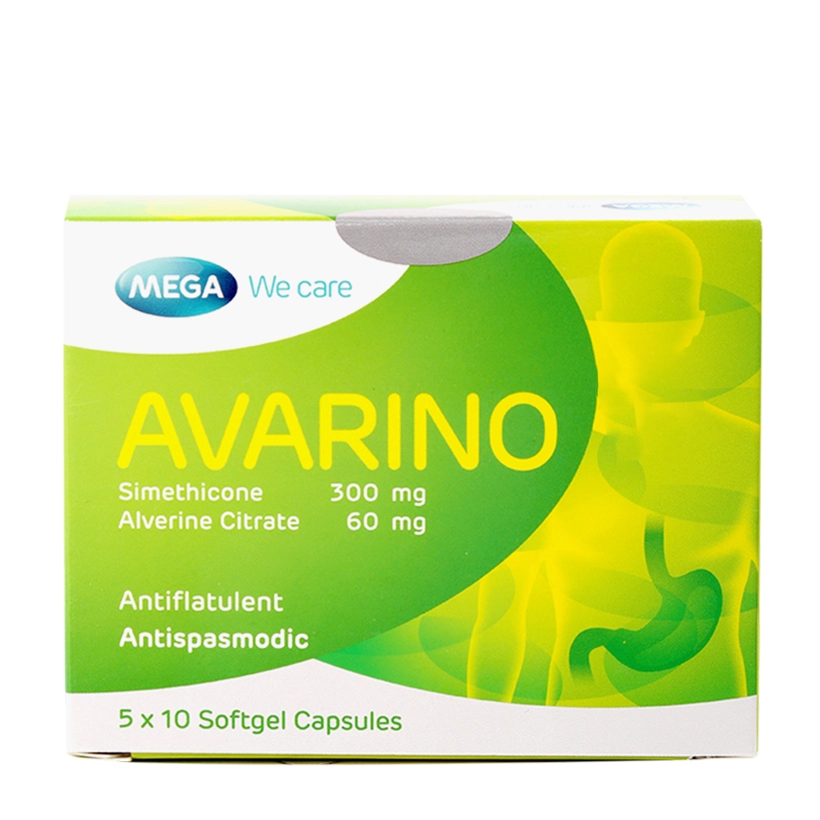 MEGA We care
AVARINO
Simethicone 300 mg
Alverine Citrate 60 mg
Antiflatulent
Antispasmodic
5 x 10 Softgel Capsules